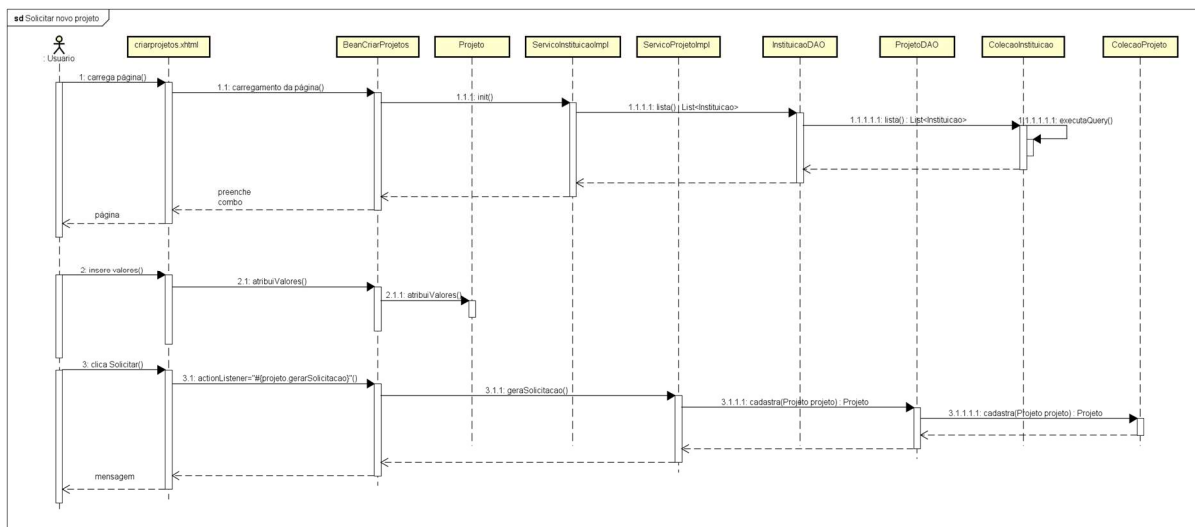 sd Solicitar novo projeto
: Usuario
criarprojetos.xhtml
BeanCriarProjetos
Projeto
ServicoInstituicaoImpl
ServicoProjetoImpl
InstituicaoDAO
ProjetoDAO
ColecaoInstituicao
ColecaoProjeto
1: carrega página()
1.1: carregamento da página()
1.1.1: init()
1.1.1.1: lista() : List<Instituicao>
1.1.1.1.1: lista() : List<Instituicao>
1.1.1.1.1.1: executaQuery()
preenche
combo
página
2: insere valores()
2.1: atribuiValores()
2.1.1: atribuiValores()
3: clica Solicitar()
3.1: actionListener="#{projeto.gerarSolicitacao}"()
3.1.1: geraSolicitacao()
3.1.1.1: cadastra(Projeto projeto) : Projeto
3.1.1.1.1: cadastra(Projeto projeto) : Projeto
mensagem